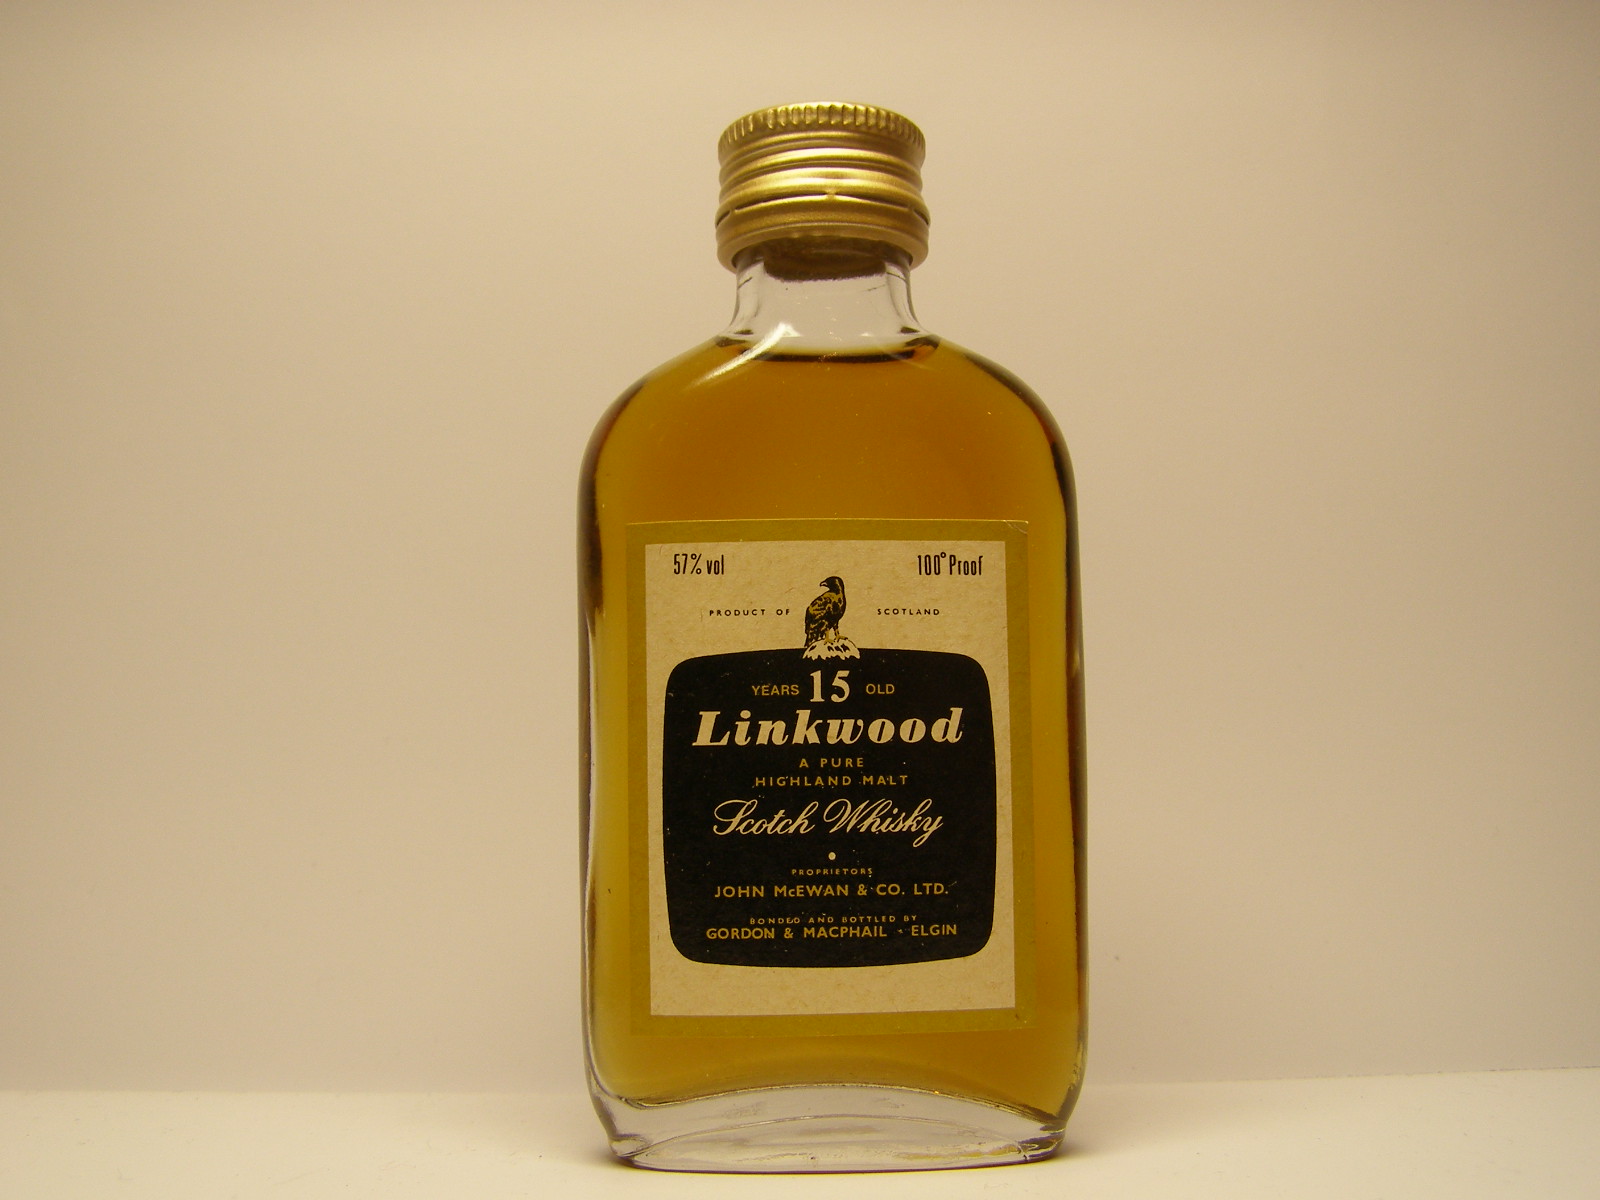 57% vol 100° Proof
PRODUCT OF SCOTLAND
YEARS 15 OLD
Linkwood
A PURE
HIGHLAND MALT
Scotch Whisky
PROPRIETORS
JOHN McEWAN & CO. LTD.
BONDED AND BOTTLED BY
GORDON & MACPHAIL - ELGIN